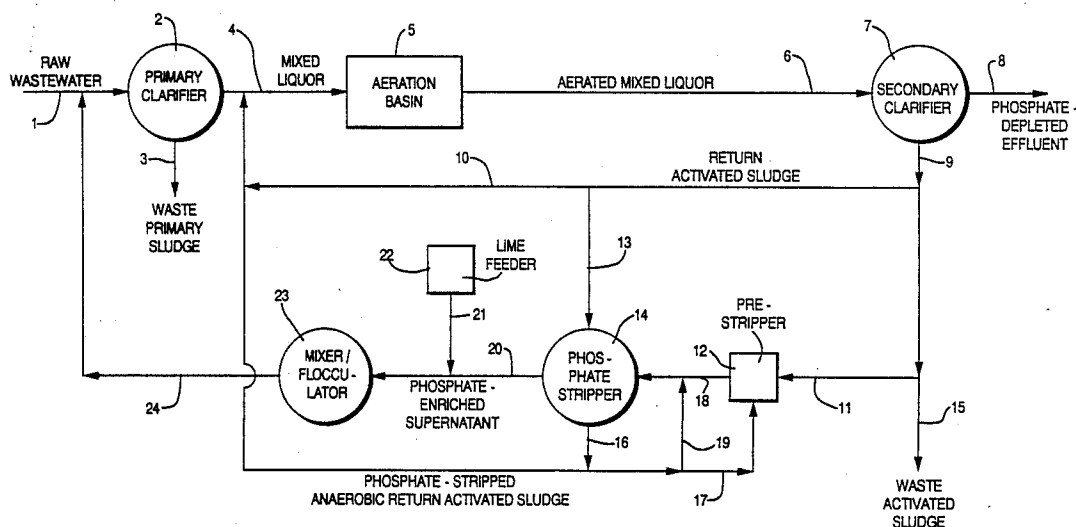 2
4
5
7
RAW
WASTEWATER
PRIMARY
CLARIFIER
MIXED
LIQUOR
AERATION
BASIN
AERATED MIXED LIQUOR
6
SECONDARY
CLARIFIER
8
PHOSPHATE -
DEPLETED
EFFLUENT
1
3
WASTE
PRIMARY
SLUDGE
10
RETURN
ACTIVATED SLUDGE
9
22
LIME
FEEDER
13
23
21
14
PRE -
STRIPPER
12
MIXER /
FLOCCU -
LATOR
20
PHOSPHATE -
ENRICHED
SUPERNATANT
PHOS -
PHATE
STRIPPER
18
11
24
16
19
15
PHOSPHATE - STRIPPED
ANAEROBIC RETURN ACTIVATED SLUDGE
17
WASTE
ACTIVATED
SLUDGE